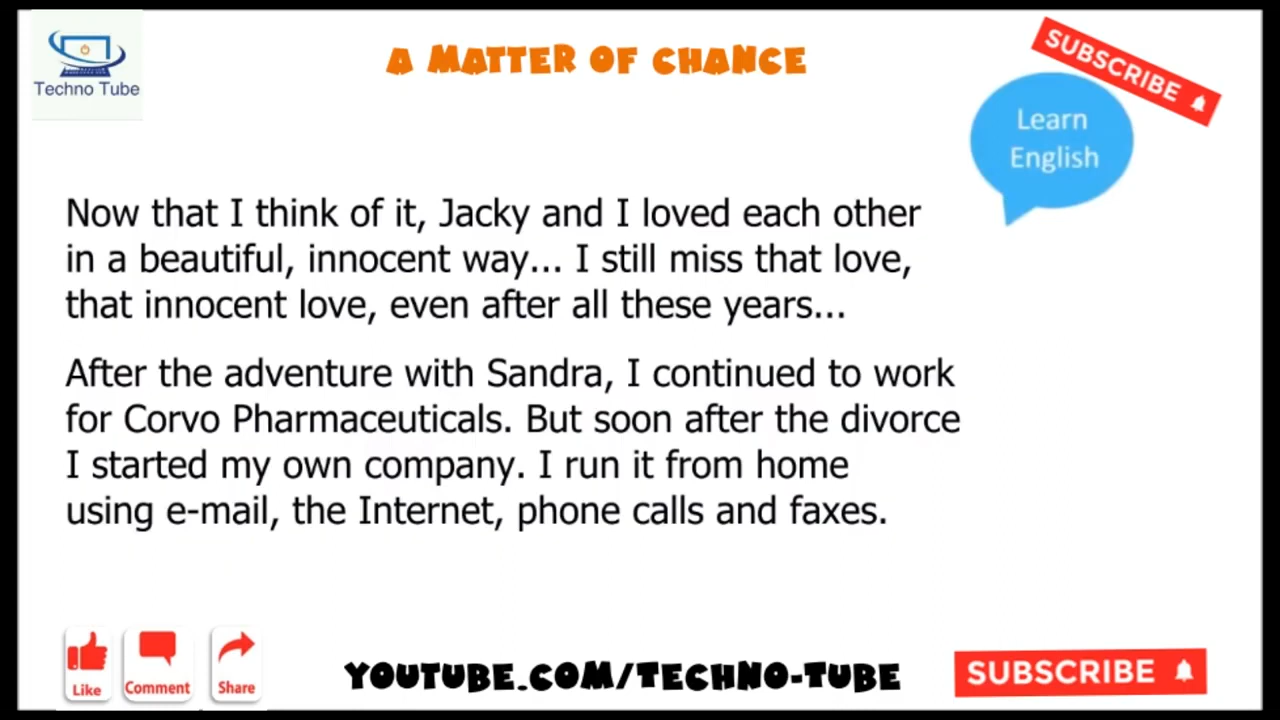 A MATTER OF CHANCE
SUBSCRIBE
Techno Tube
Learn
English
Now that I think of it, Jacky and I loved each other
in a beautiful, innocent way... I still miss that love,
that innocent love, even after all these years...
After the adventure with Sandra, I continued to work
for Corvo Pharmaceuticals. But soon after the divorce
I started my own company. I run it from home
using e-mail, the Internet, phone calls and faxes.
Like
Comment
Share
YOUTUBE.COM/TECHNO-TUBE
SUBSCRIBE